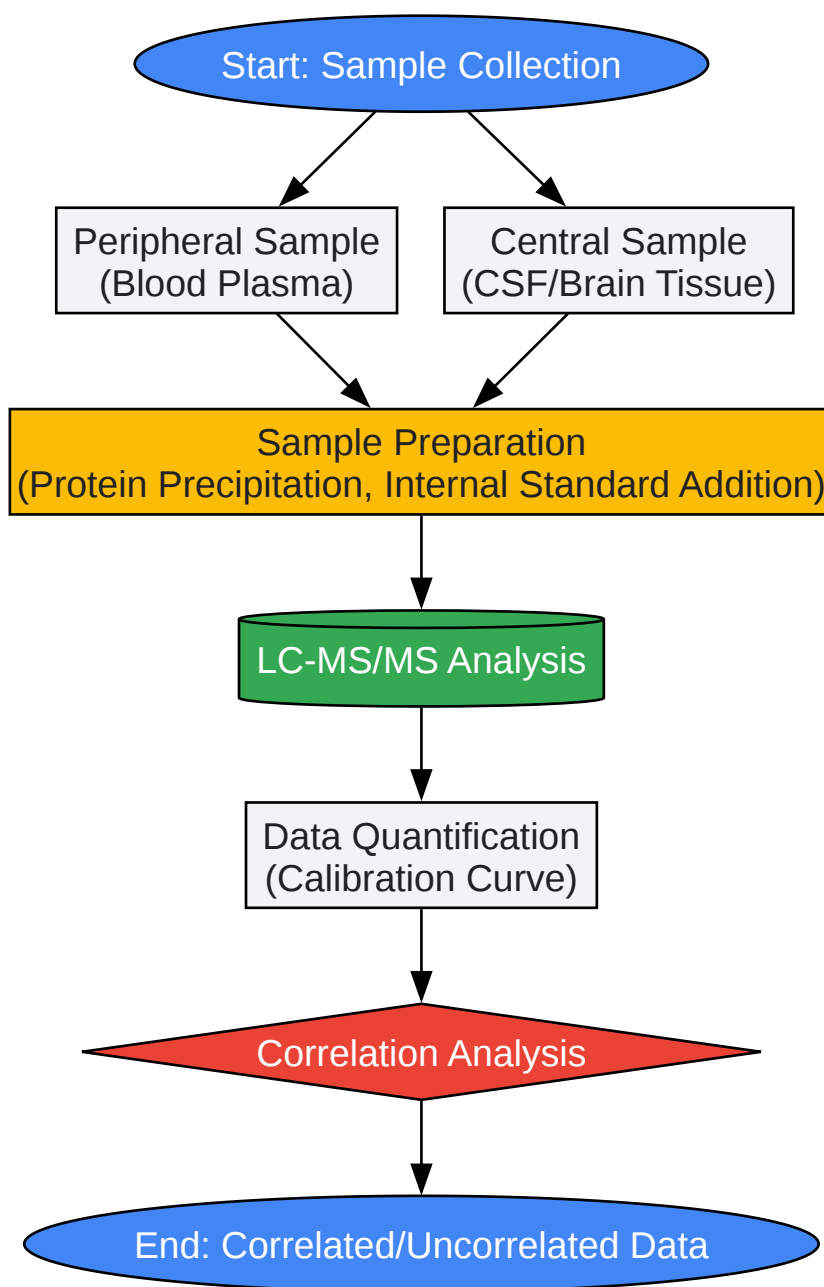 Start: Sample Collection
Peripheral Sample
(Blood Plasma)
Central Sample
(CSF/Brain Tissue)
Sample Preparation
(Protein Precipitation, Internal Standard Addition)
LC-MS/MS Analysis
Data Quantification
(Calibration Curve)
Correlation Analysis
End: Correlated/Uncorrelated Data